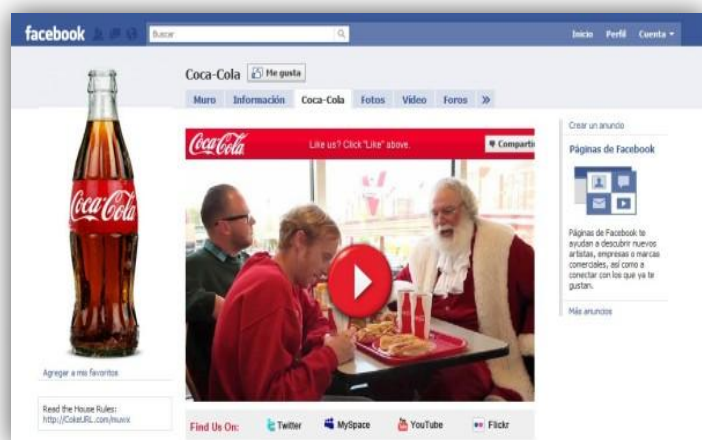 facebook
Buscar
Inicio Perfil Cuenta
Coca-Cola Me gusta
Muro Información Coca-Cola Fotos Vídeo Foros »
Coca-Cola
Like us? Click "Like" above.
Compartir
Coca-Cola
Agregar a mis favoritos
Read the House Rules:
Find Us On: Twitter MySpace YouTube Flickr
Crear un anuncio
Páginas de Facebook
Páginas de Facebook te
ayudan a descubrir nuevos
artistas, empresas o marcas
comerciales, así como a
conectar con los que ya te
gustan.
Más anuncios